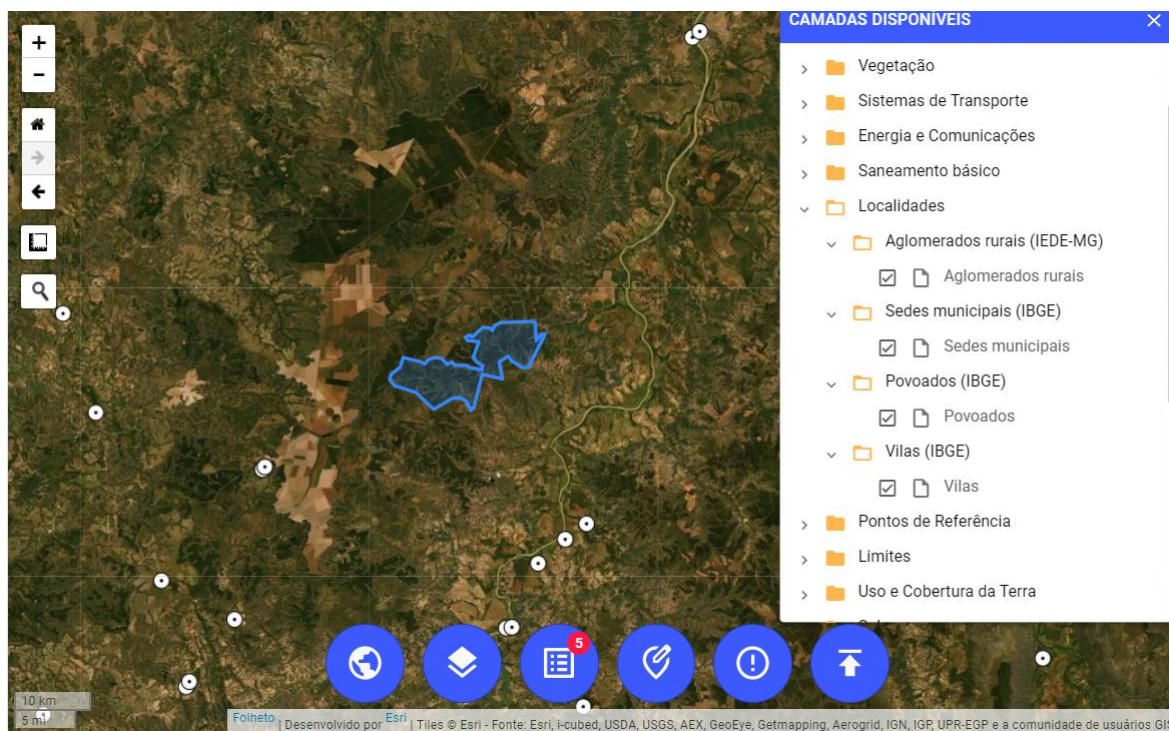 CAMADAS DISPONÍVEIS
Vegetação
Sistemas de Transporte
Energia e Comunicações
Saneamento básico
Localidades
Aglomerados rurais (IEDE-MG)
Aglomerados rurais
Sedes municipais (IBGE)
Sedes municipais
Povoados (IBGE)
Povoados
Vilas (IBGE)
Vilas
Pontos de Referência
Limites
Uso e Cobertura da Terra
5
10 km
5 mi
Folheto | Desenvolvido por Esri | Tiles © Esri - Fonte: Esri, i-cubed, USDA, USGS, AEX, GeoEye, Getmapping, Aerogrid, IGN, IGP, UPR-EGP e a comunidade de usuários GIS